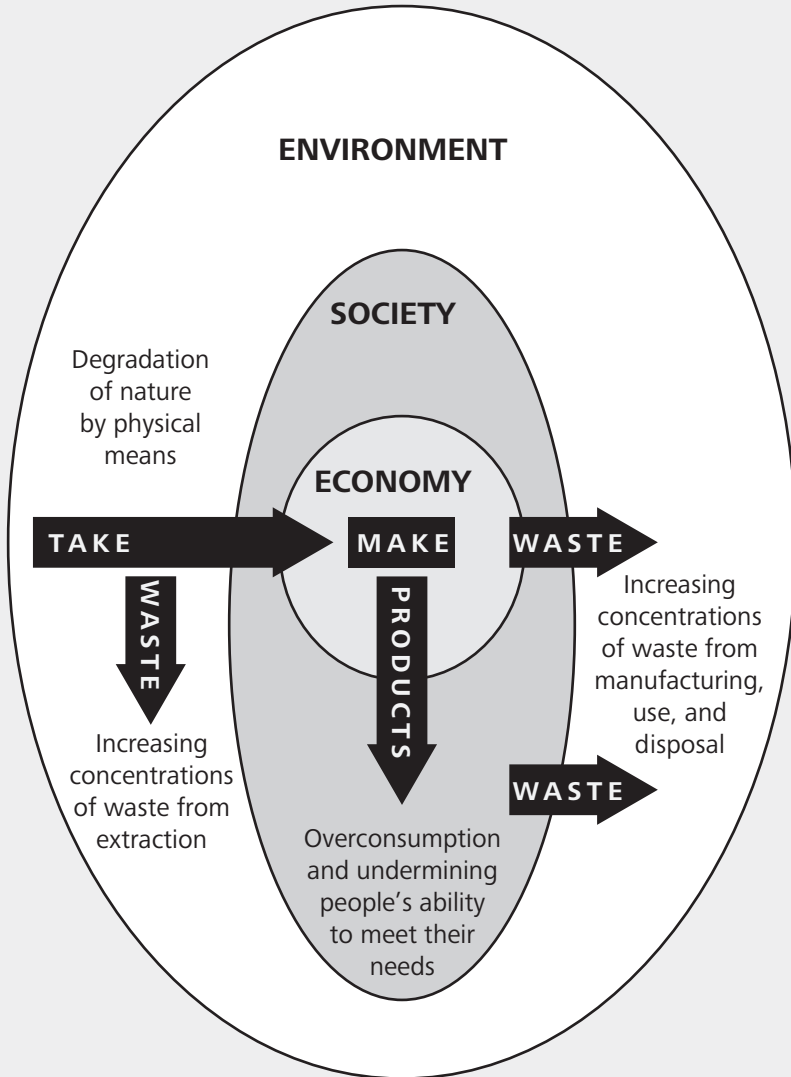 ENVIRONMENT
SOCIETY
Degradation
of nature
by physical
means
ECONOMY
TAKE
MAKE
WASTE
WASTE
PRODUCTS
Increasing
concentrations
of waste from
manufacturing,
use, and
disposal
Increasing
concentrations
of waste from
extraction
WASTE
Overconsumption
and undermining
people’s ability
to meet their
needs